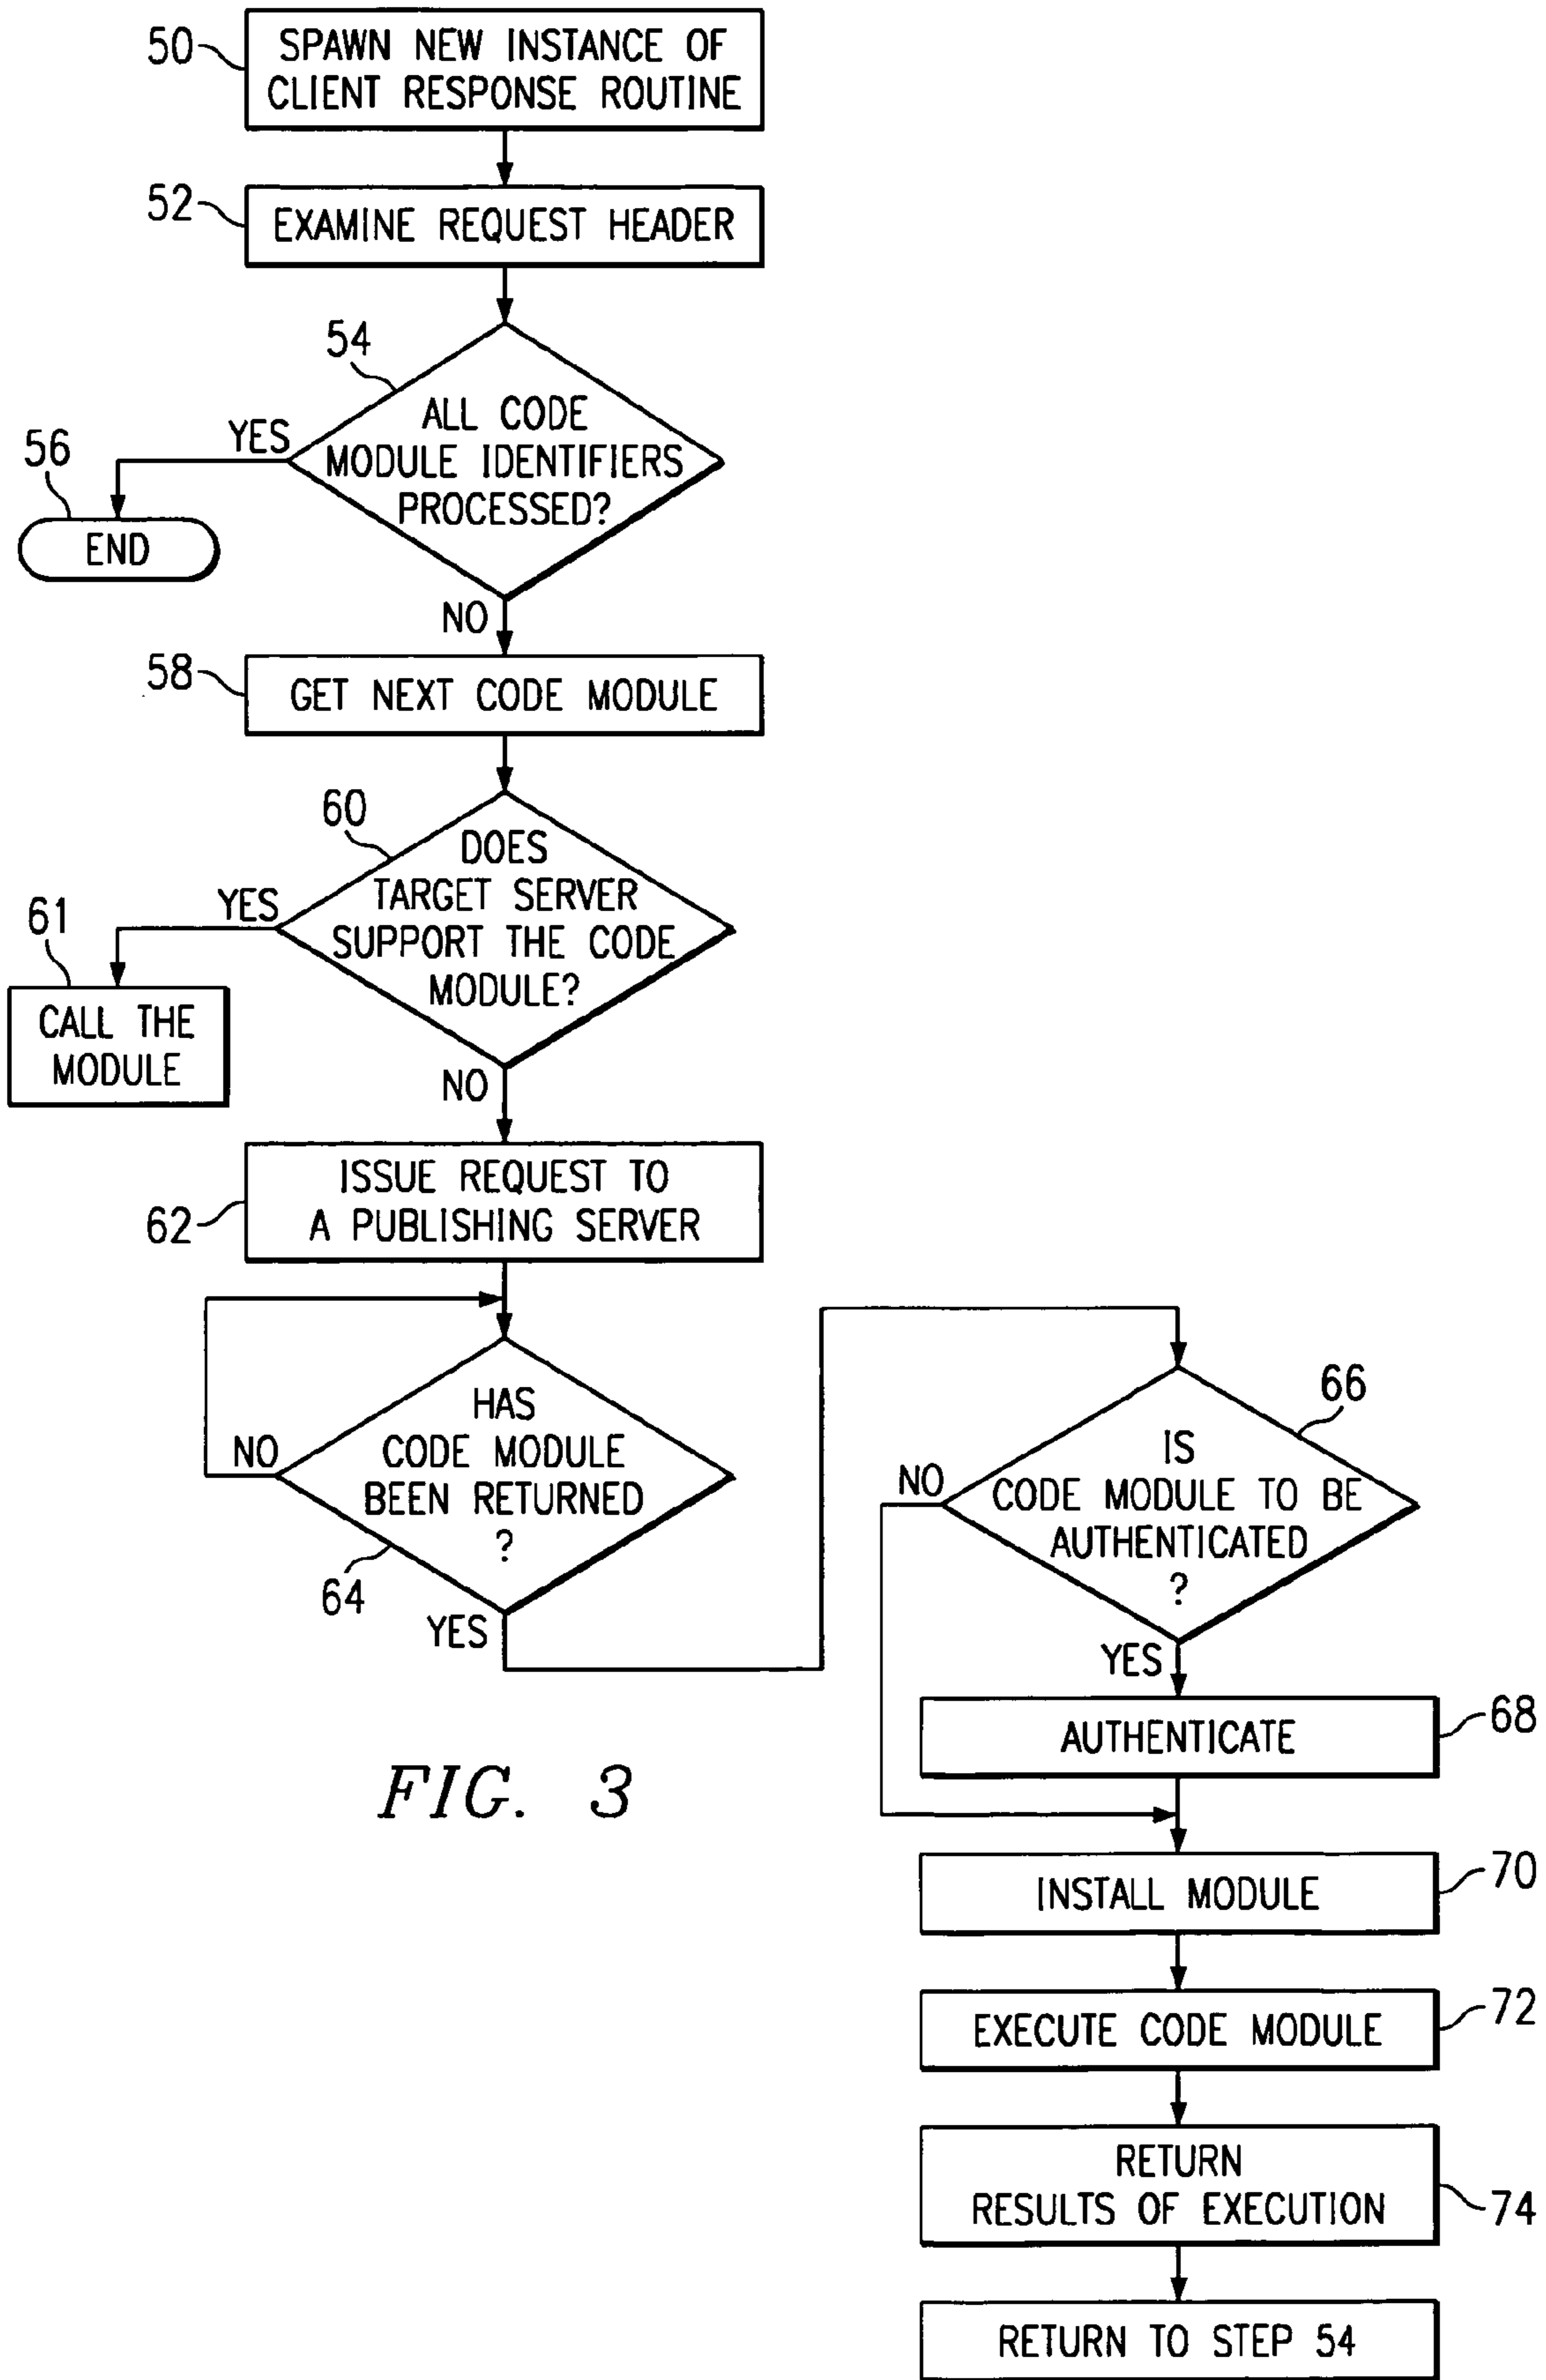 50
SPAWN NEW INSTANCE OF
CLIENT RESPONSE ROUTINE
52
EXAMINE REQUEST HEADER
54
ALL CODE
MODULE IDENTIFIERS
PROCESSED?
YES
56
END
NO
58
GET NEXT CODE MODULE
60
DOES
TARGET SERVER
SUPPORT THE CODE
MODULE?
YES
61
CALL THE
MODULE
NO
ISSUE REQUEST TO
A PUBLISHING SERVER
62
HAS
CODE MODULE
BEEN RETURNED
?
NO
64
YES
66
IS
CODE MODULE TO BE
AUTHENTICATED
?
NO
YES
AUTHENTICATE
68
INSTALL MODULE
70
EXECUTE CODE MODULE
72
RETURN
RESULTS OF EXECUTION
74
RETURN TO STEP 54
FIG. 3